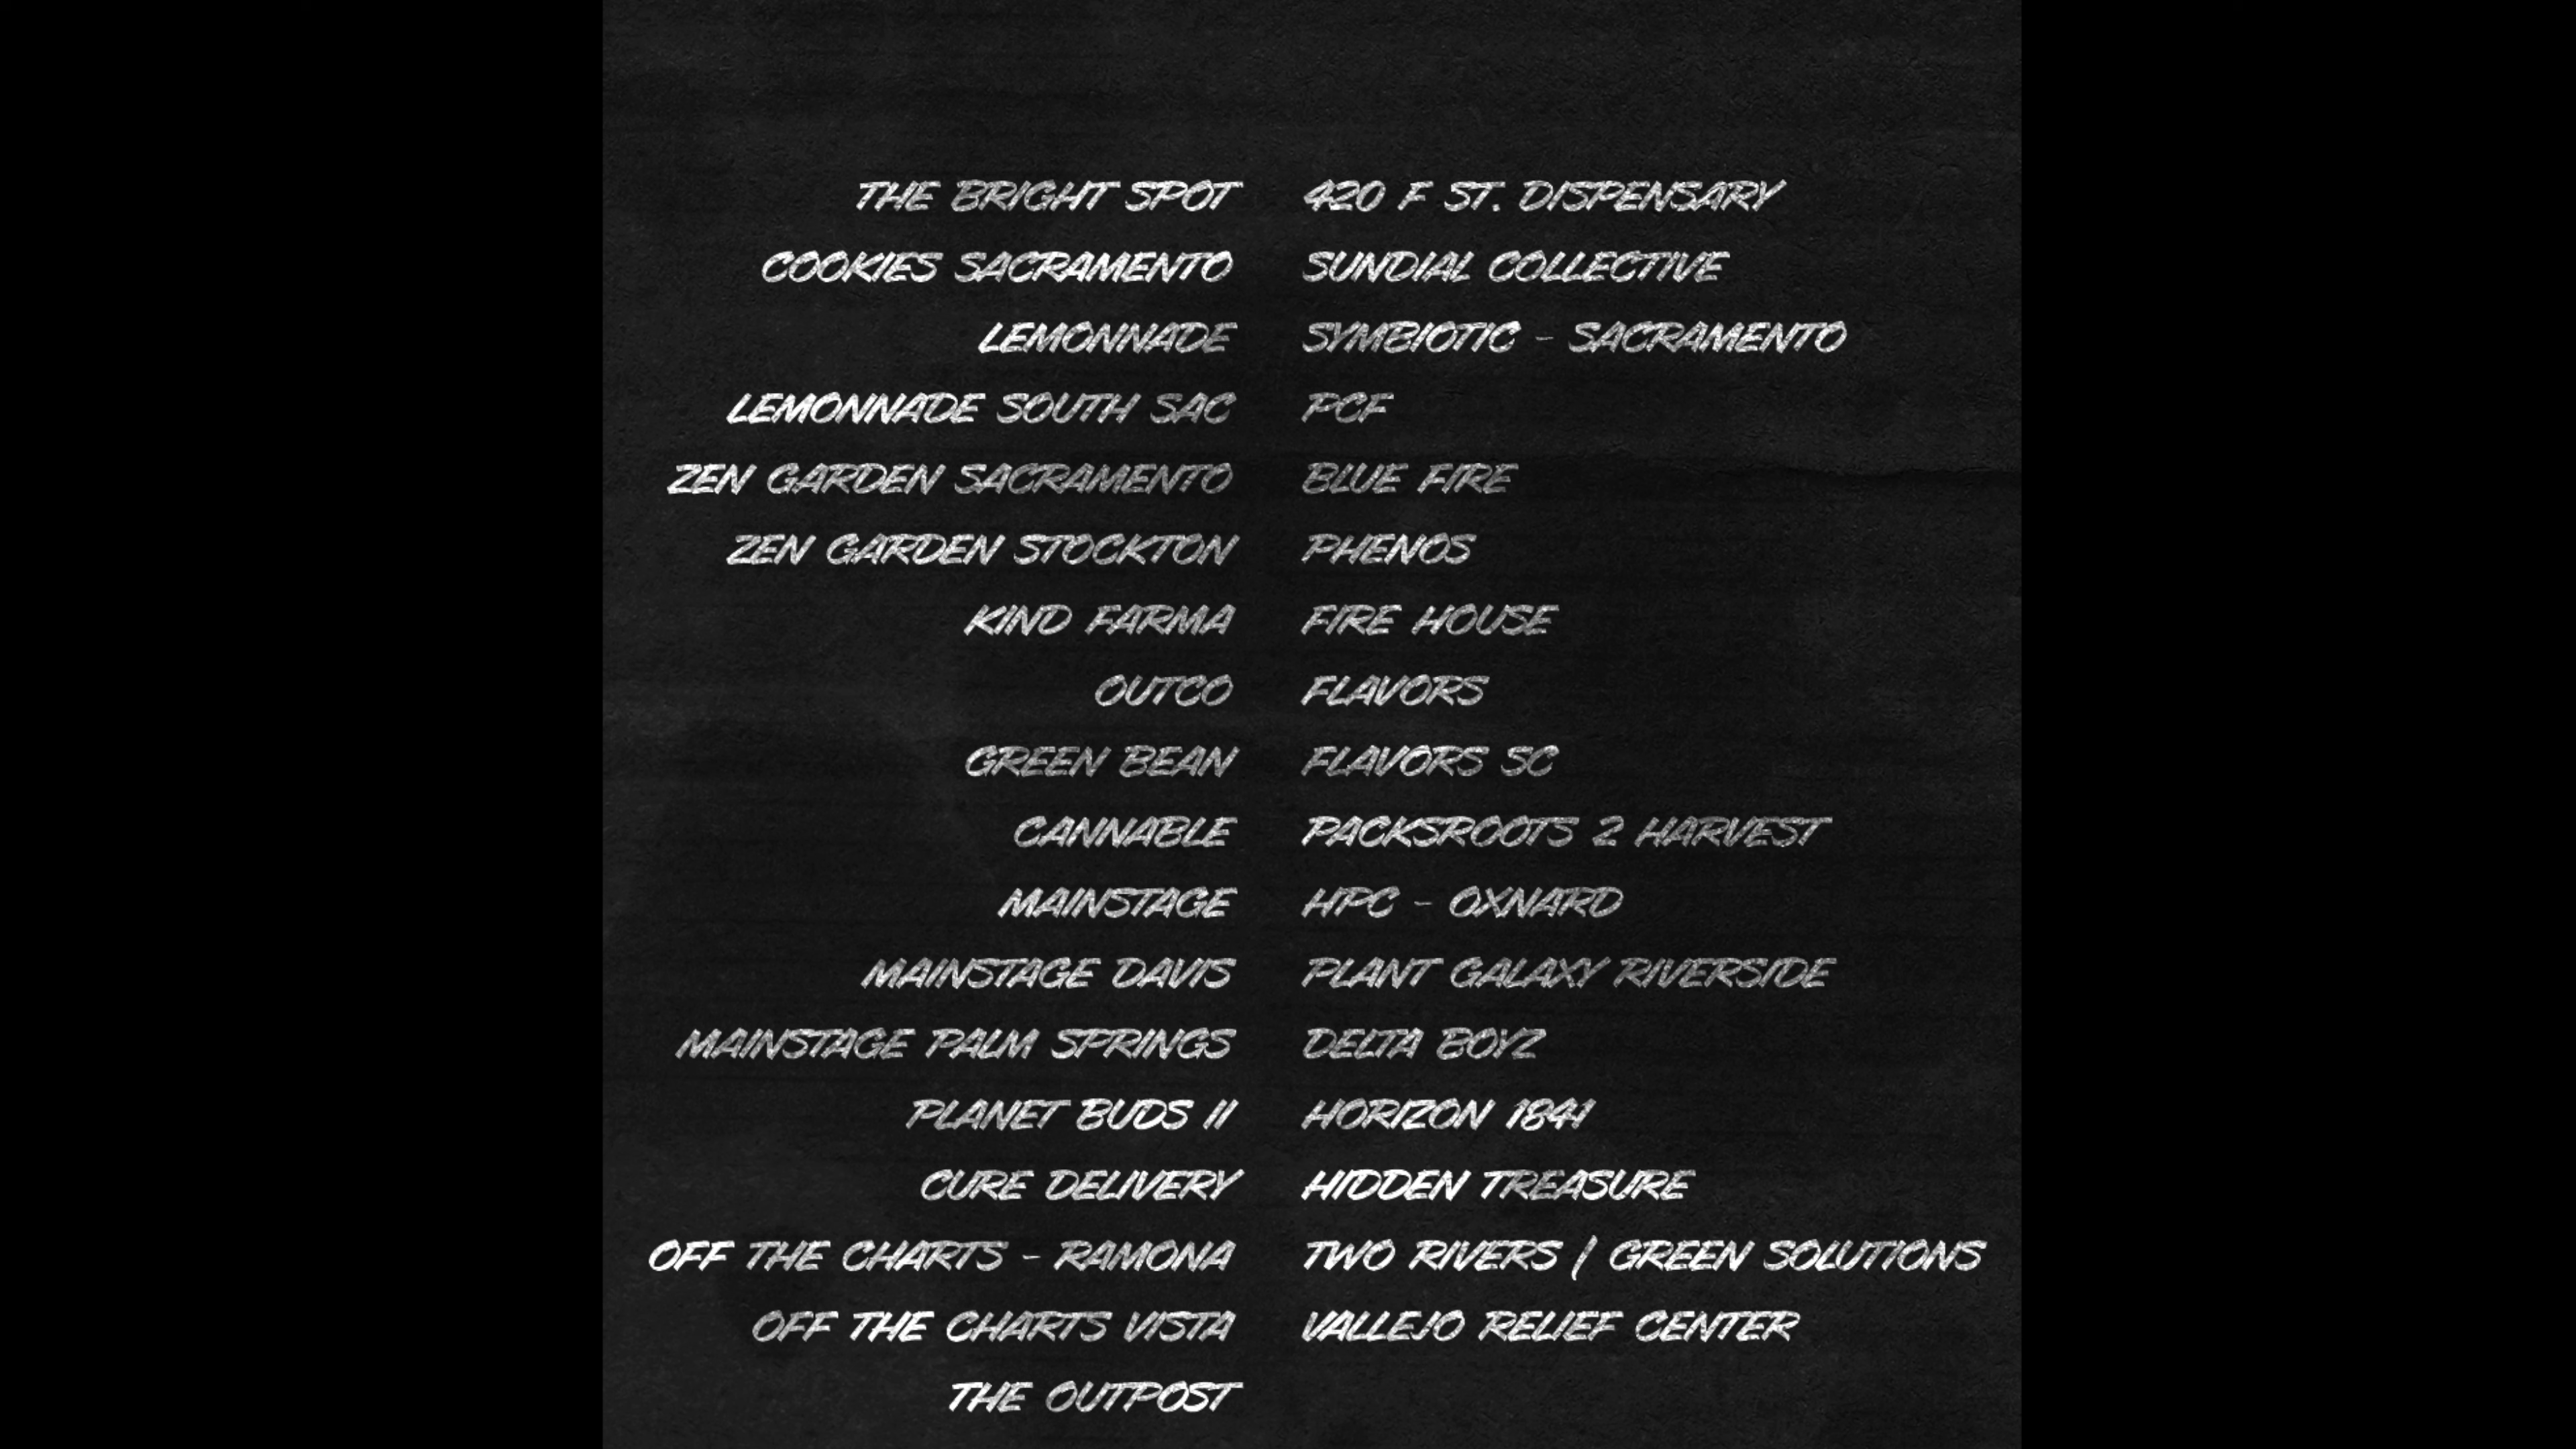 THE BRIGHT SPOT
COOKIES SACRAMENTO
LEMONNADE
LEMONNADE SOUTH SAC
ZEN GARDEN SACRAMENTO
ZEN GARDEN STOCKTON
KIND FARMA
OUTCO
GREEN BEAN
CANNABLE
MAINSTAGE
MAINSTAGE DAVIS
MAINSTAGE PALM SPRINGS
PLANET BUDS II
CURE DELIVERY
OFF THE CHARTS - RAMONA
OFF THE CHARTS VISTA
THE OUTPOST
420 F ST. DISPENSARY
SUNDIAL COLLECTIVE
SYMBIOTIC - SACRAMENTO
PCF
BLUE FIRE
PHENOS
FIRE HOUSE
FLAVORS
FLAVORS SC
PACKSROOTS 2 HARVEST
HPC - OXNARD
PLANT GALAXY RIVERSIDE
DELTA BOYZ
HORIZON 1841
HIDDEN TREASURE
TWO RIVERS / GREEN SOLUTIONS
VALLEJO RELIEF CENTER